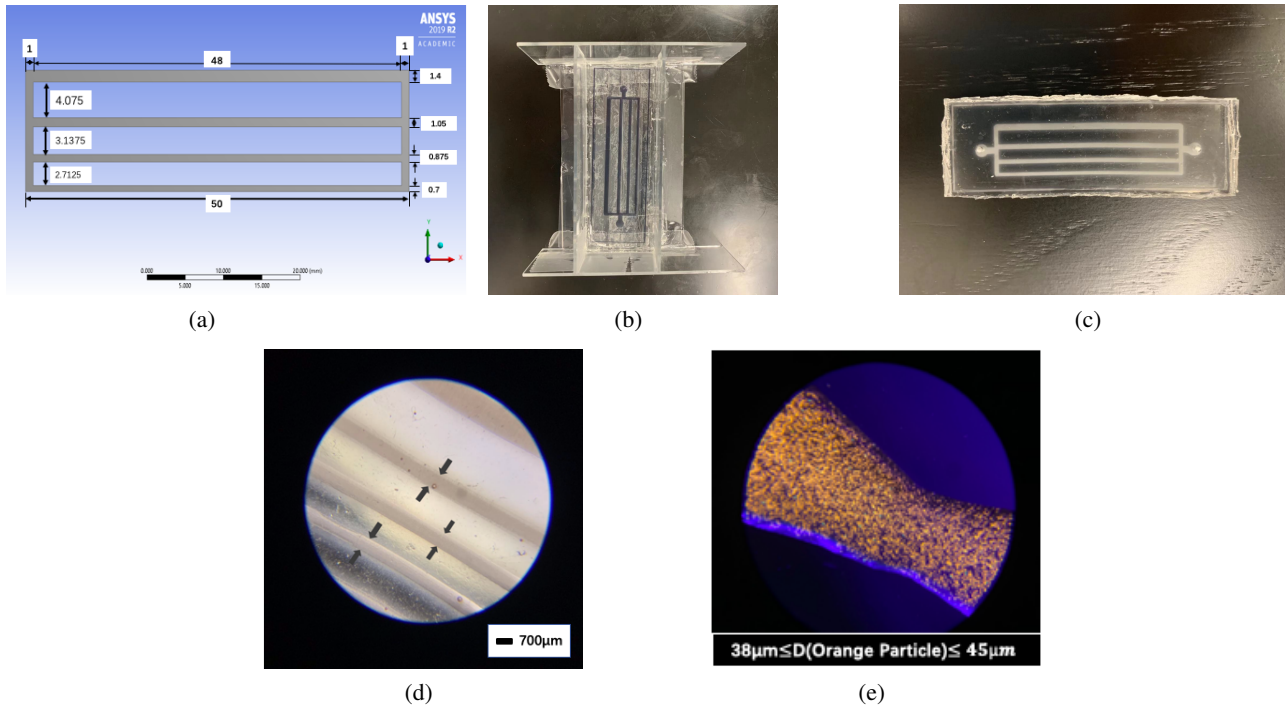 ANSYS
2019 R2
ACADEMIC
1
48
1
1.4
4.075
1.05
3.1375
0.875
2.7125
0.7
50
Y
X
0.000
10.000
20.000 (mm)
5.000
15.000
(a)
(b)
(c)
700μm
38μm≤D(Orange Particle)≤ 45μm
(d)
(e)